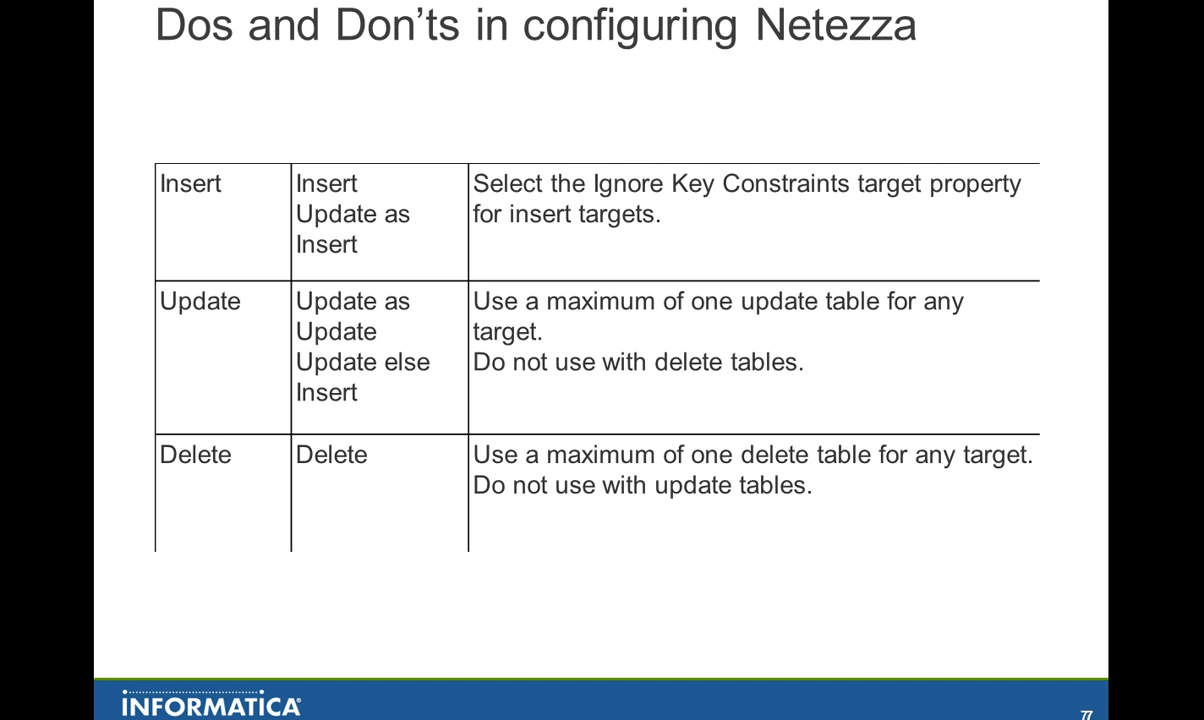 Dos and Don'ts in configuring Netezza
Insert
Insert
Update as
Insert
Select the Ignore Key Constraints target property
for insert targets.
Update
Update as
Update
Update else
Insert
Use a maximum of one update table for any
target.
Do not use with delete tables.
Delete
Delete
Use a maximum of one delete table for any target.
Do not use with update tables.
INFORMATICA®
77